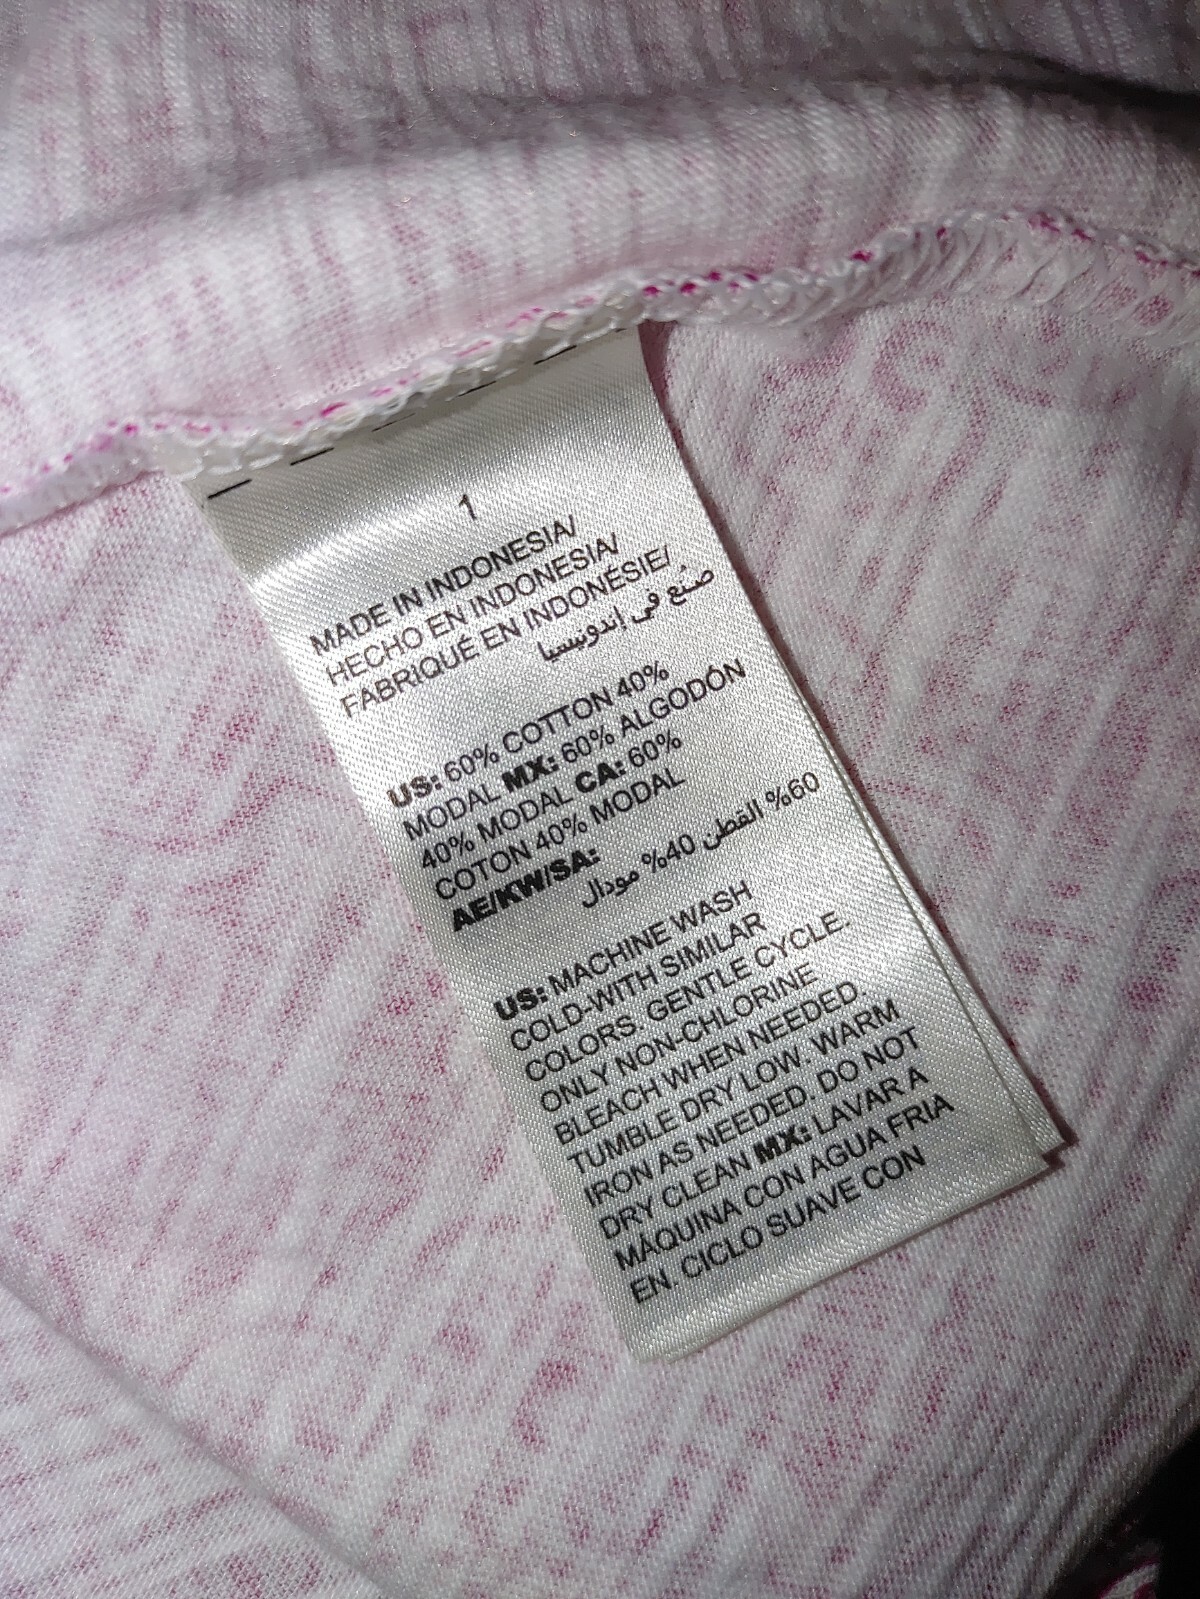 1
MADE IN INDONESIA/
HECHO EN INDONESIA/
FABRIQUÉ EN INDONÉSIE/
صنع في إندونيسيا
US: 60% COTTON 40%
MODAL MX: 60% ALGODÓN
40% MODAL CA: 60%
COTON 40% MODAL
AE/KW/SA:
60% القطن 40% مودال
US: MACHINE WASH
COLD-WITH SIMILAR
COLORS. GENTLE CYCLE.
ONLY NON-CHLORINE
BLEACH WHEN NEEDED.
TUMBLE DRY LOW. WARM
IRON AS NEEDED. DO NOT
DRY CLEAN MX: LAVAR A
MÁQUINA CON AGUA FRIA
EN. CICLO SUAVE CON